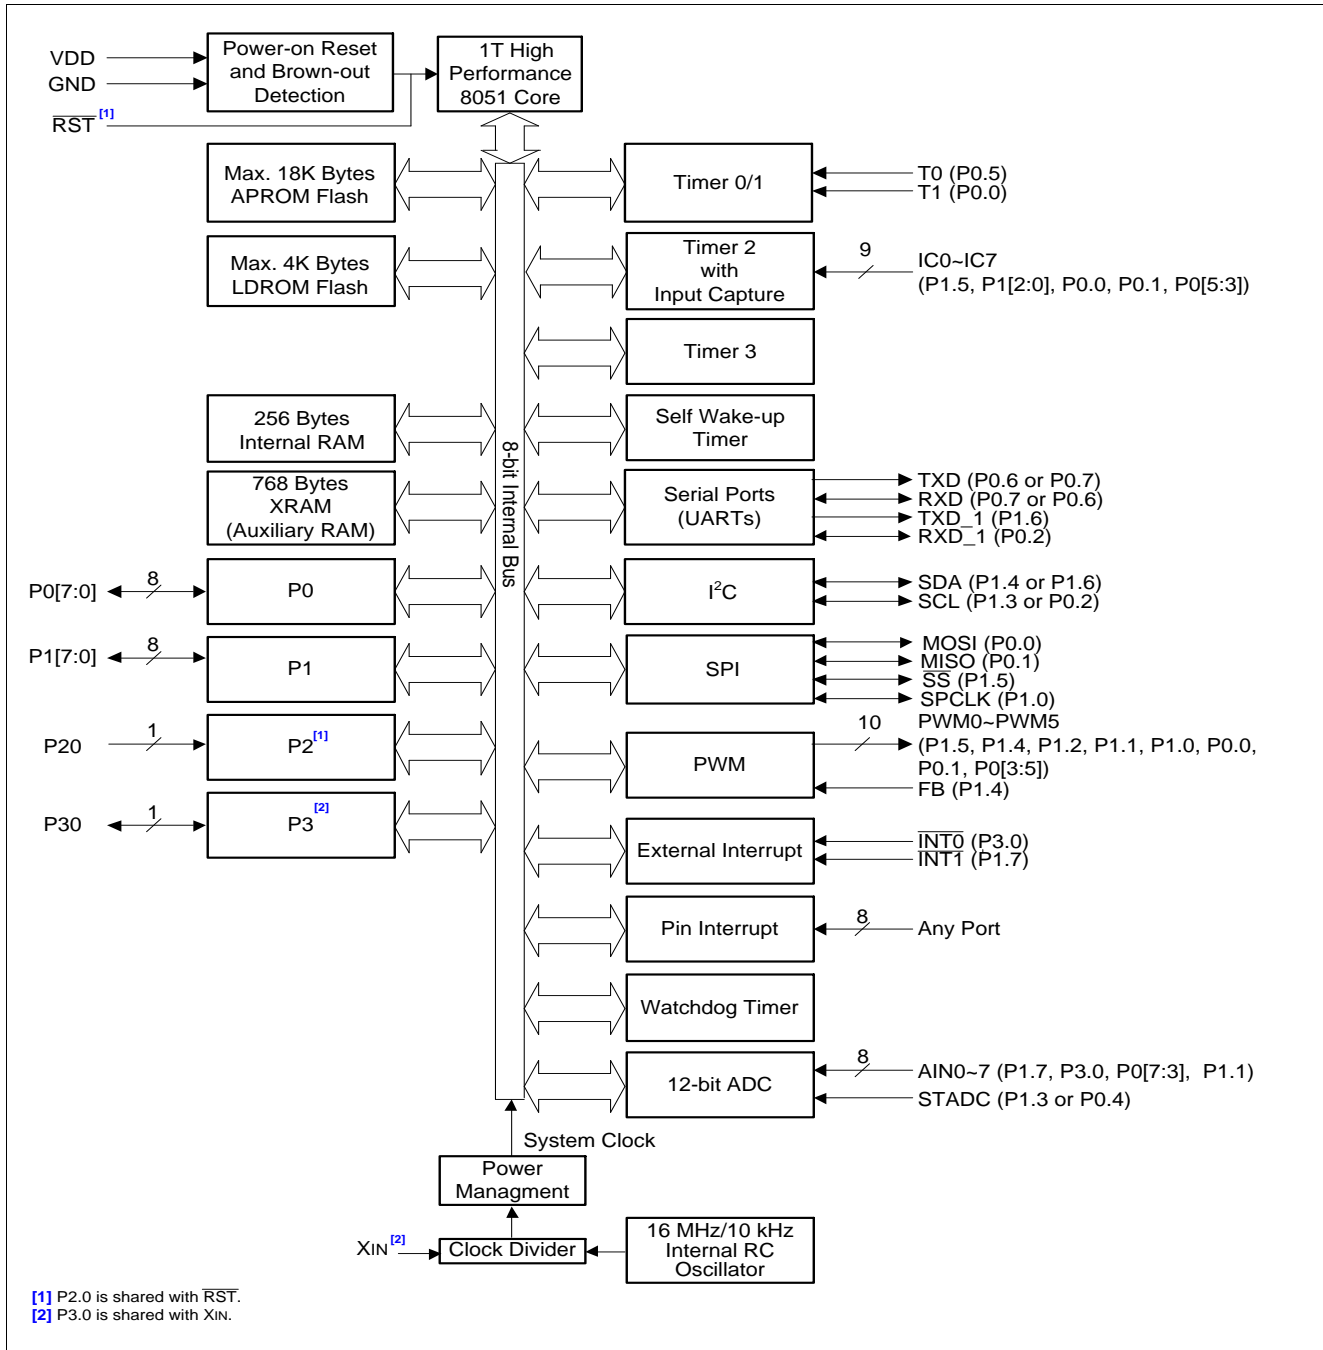 VDD
GND
RST [1]
Power-on Reset
and Brown-out
Detection
1T High
Performance
8051 Core
Max. 18K Bytes
APROM Flash
Max. 4K Bytes
LDROM Flash
256 Bytes
Internal RAM
768 Bytes
XRAM
(Auxiliary RAM)
P0[7:0]
8
P0
P1[7:0]
8
P1
P20
1
P2[1]
P30
1
P3[2]
8-bit Internal Bus
Timer 0/1
T0 (P0.5)
T1 (P0.0)
Timer 2
with
Input Capture
9
IC0~IC7
(P1.5, P1[2:0], P0.0, P0.1, P0[5:3])
Timer 3
Self Wake-up
Timer
Serial Ports
(UARTs)
TXD (P0.6 or P0.7)
RXD (P0.7 or P0.6)
TXD_1 (P1.6)
RXD_1 (P0.2)
I2C
SDA (P1.4 or P1.6)
SCL (P1.3 or P0.2)
SPI
MOSI (P0.0)
MISO (P0.1)
SS (P1.5)
SPCLK (P1.0)
PWM
10
PWM0~PWM5
(P1.5, P1.4, P1.2, P1.1, P1.0, P0.0,
P0.1, P0[3:5])
FB (P1.4)
External Interrupt
INT0 (P3.0)
INT1 (P1.7)
Pin Interrupt
8
Any Port
Watchdog Timer
12-bit ADC
8
AIN0~7 (P1.7, P3.0, P0[7:3], P1.1)
STADC (P1.3 or P0.4)
System Clock
Power
Managment
XIN [2]
Clock Divider
16 MHz/10 kHz
Internal RC
Oscillator
[1] P2.0 is shared with RST.
[2] P3.0 is shared with XIN.